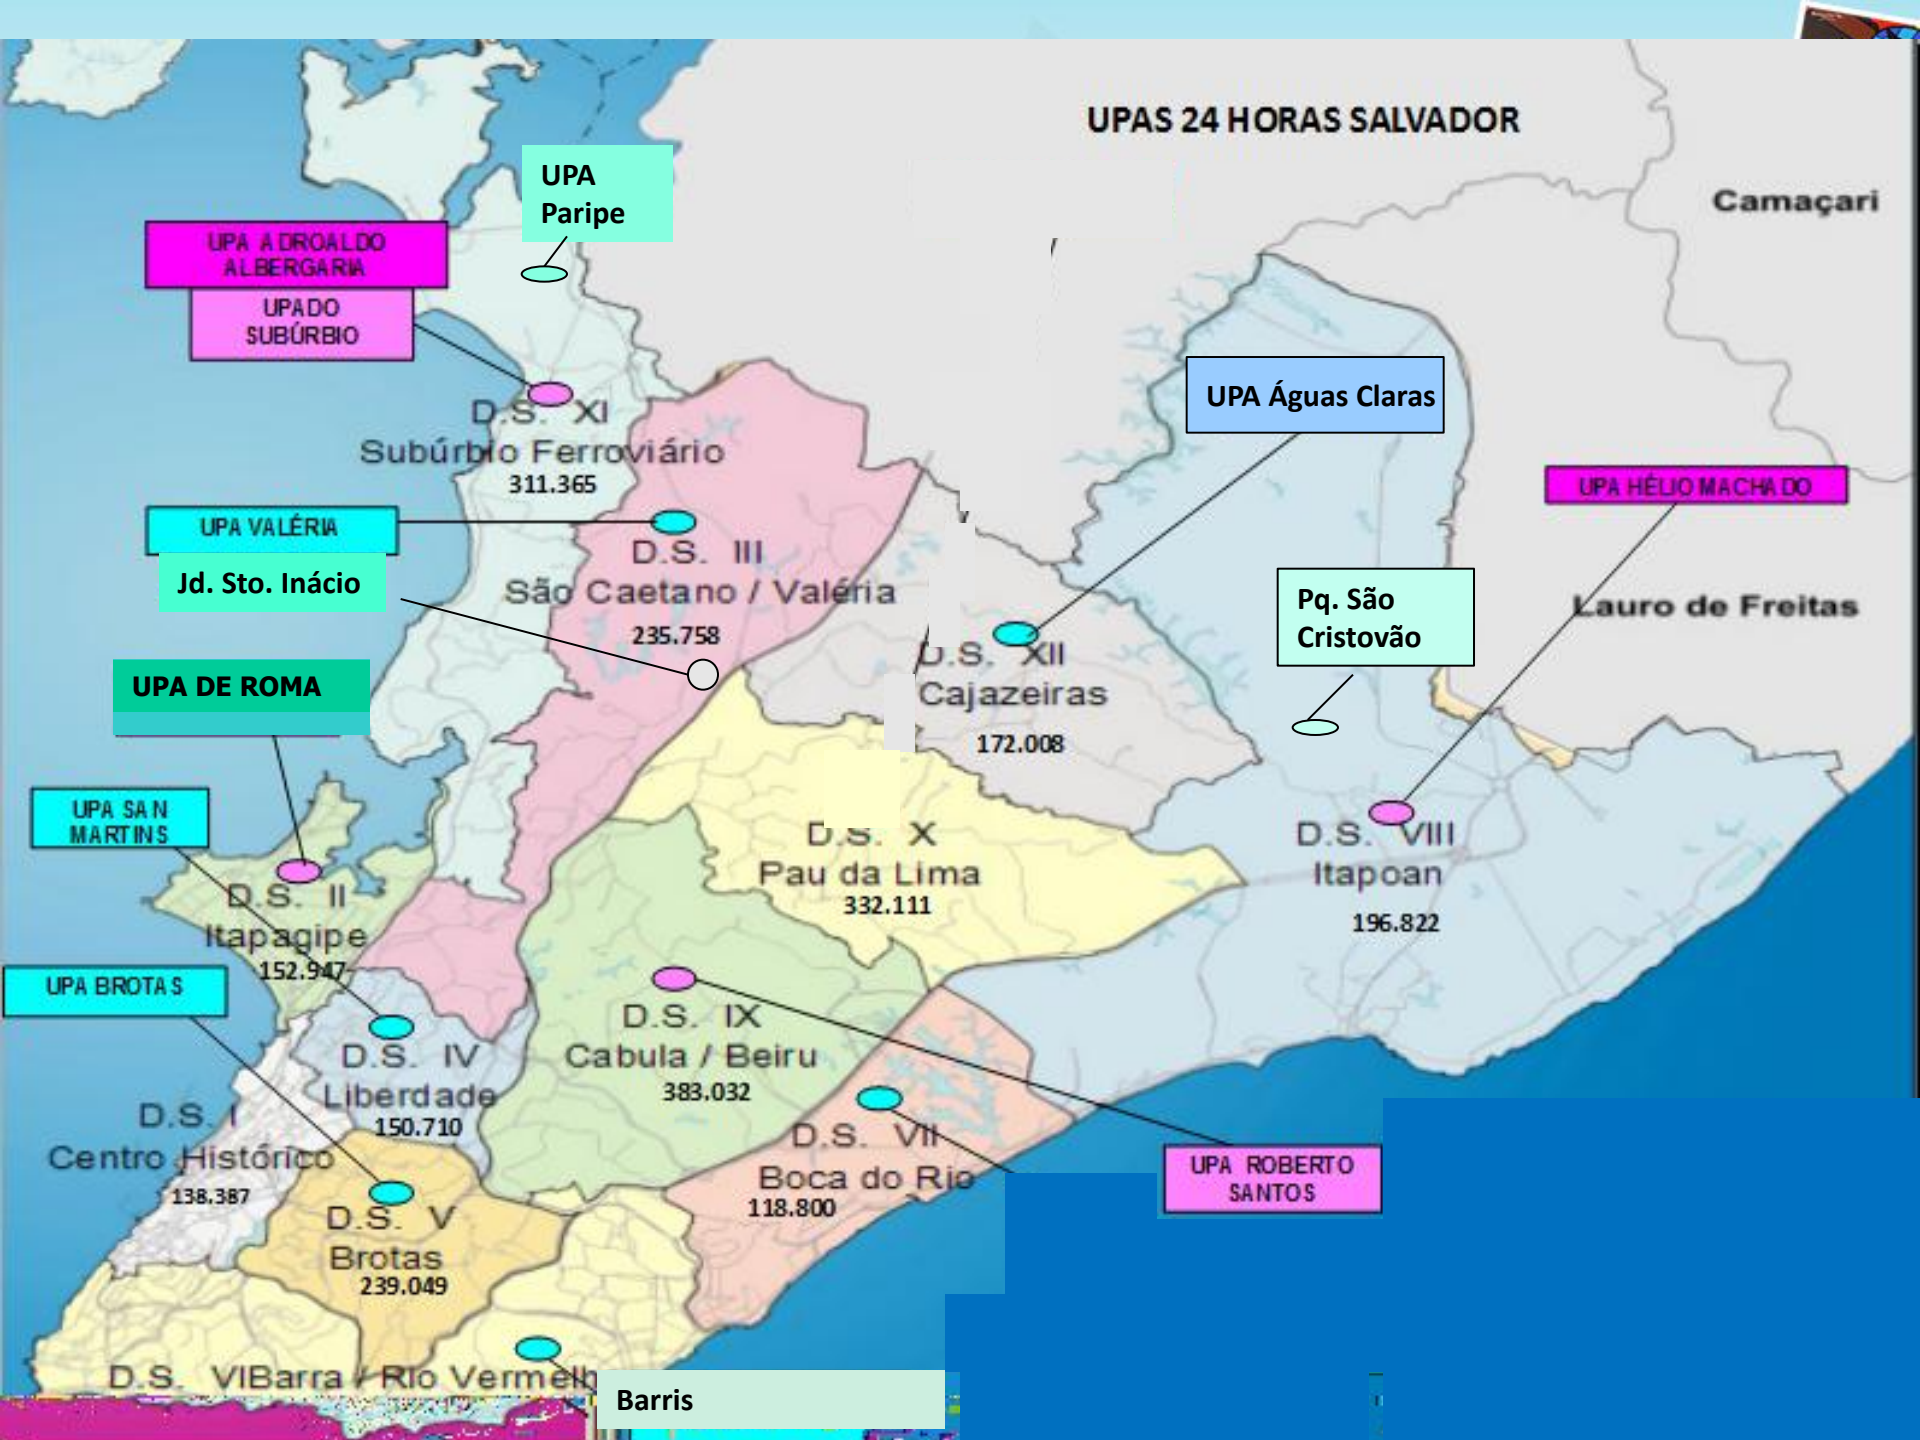 UPAS 24 HORAS SALVADOR
UPA
Paripe
Camaçari
UPA ADROALDO
ALBERGARIA
UPA DO
SUBÚRBIO
UPA Águas Claras
D.S. XI
Subúrbio Ferroviário
311.365
UPA HÉLIO MACHADO
UPA VALÉRIA
Jd. Sto. Inácio
D.S. III
São Caetano / Valéria
235.758
Pq. São
Cristovão
Lauro de Freitas
UPA DE ROMA
D.S. XII
Cajazeiras
172.008
UPA SAN
MARTINS
D.S. X
Pau da Lima
332.111
D.S. VIII
Itapoan
196.822
D.S. II
Itapagipe
152.947
UPA BROTAS
D.S. IX
Cabula / Beiru
383.032
D.S. IV
Liberdade
150.710
D.S. I
Centro Histórico
138.387
D.S. VII
Boca do Rio
118.800
UPA ROBERTO
SANTOS
D.S. V
Brotas
239.049
D.S. VIBarra / Rio Vermelh
Barris